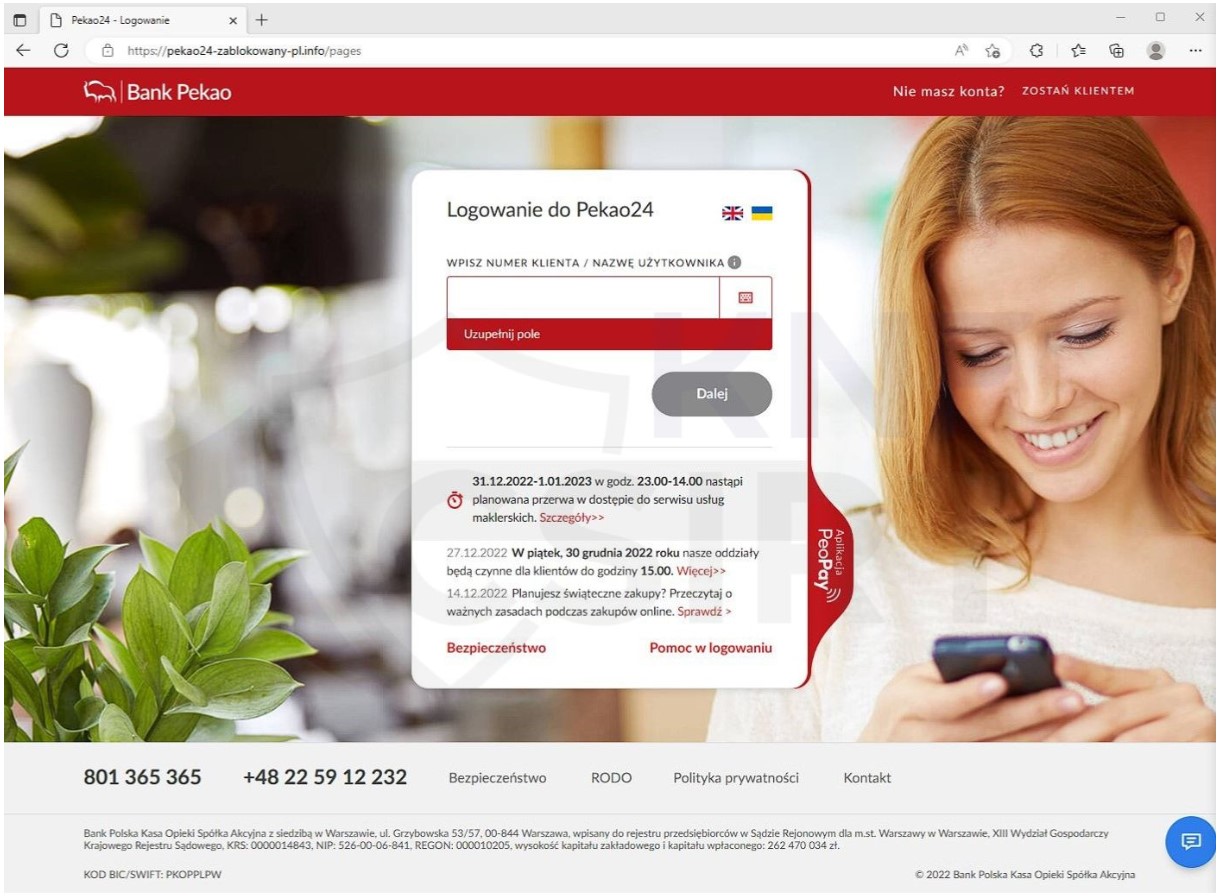 Pekao24 - Logowanie
https://pekao24-zablokowany-pl.info/pages
Bank Pekao
Nie masz konta? ZOSTAŃ KLIENTEM
Logowanie do Pekao24
WPISZ NUMER KLIENTA / NAZWĘ UŻYTKOWNIKA
Uzupełnij pole
Dalej
31.12.2022-1.01.2023 w godz. 23.00-14.00 nastąpi
planowana przerwa w dostępie do serwisu usług
maklerskich. Szczegóły>>
27.12.2022 W piątek, 30 grudnia 2022 roku nasze oddziały
będą czynne dla klientów do godziny 15.00. Więcej>>
14.12.2022 Planujesz świąteczne zakupy? Przeczytaj o
ważnych zasadach podczas zakupów online. Sprawdź >
Bezpieczeństwo Pomoc w logowaniu
Aplikacja
PeoPay
KNF
CSIRT
801 365 365 +48 22 59 12 232 Bezpieczeństwo RODO Polityka prywatności Kontakt
Bank Polska Kasa Opieki Spółka Akcyjna z siedzibą w Warszawie, ul. Grzybowska 53/57, 00-844 Warszawa, wpisany do rejestru przedsiębiorców w Sądzie Rejonowym dla m.st. Warszawy w Warszawie, XIII Wydział Gospodarczy
Krajowego Rejestru Sądowego, KRS: 0000014843, NIP: 526-00-06-841, REGON: 000010205, wysokość kapitału zakładowego i kapitału wpłaconego: 262 470 034 zł.
KOD BIC/SWIFT: PKOPPLPW © 2022 Bank Polska Kasa Opieki Spółka Akcyjna